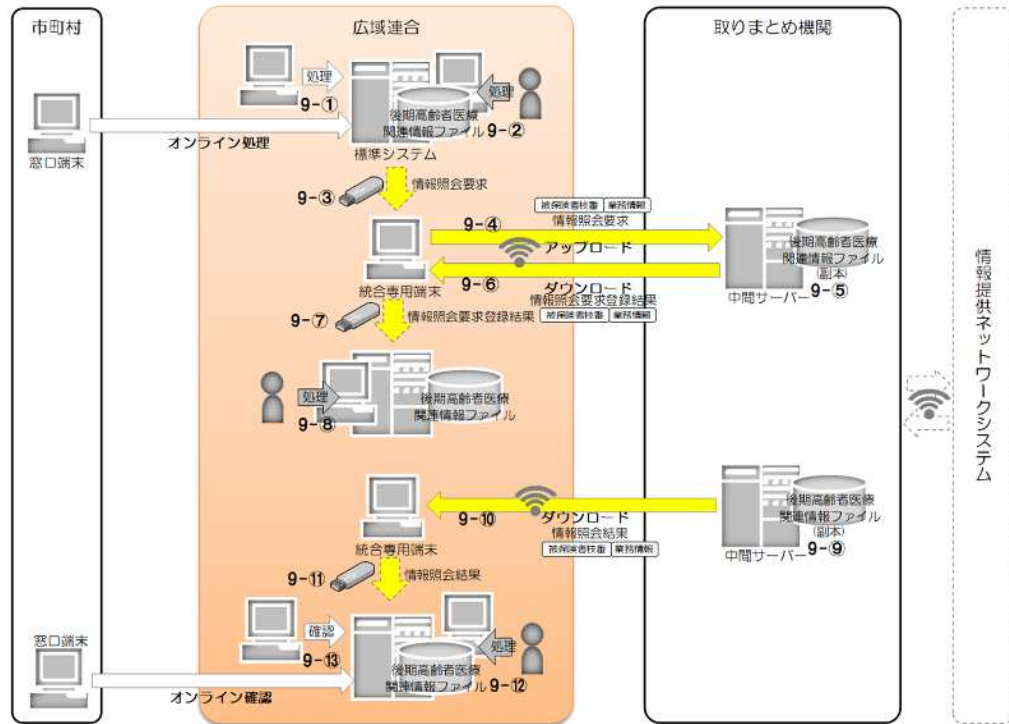 市町村
広域連合
取りまとめ機関
処理
9-①
処理
後期高齢者医療
関連情報ファイル
9-②
標準システム
窓口端末
オンライン処理
9-③
情報照会要求
9-④
被保険者枝番
業務情報
情報照会要求
アップロード
統合専用端末
9-⑥
ダウンロード
情報照会要求登録結果
被保険者枝番
業務情報
後期高齢者医療
関連情報ファイル
(副本)
中間サーバー
9-⑤
9-⑦
情報照会要求登録結果
処理
9-⑧
後期高齢者医療
関連情報ファイル
情報提供ネットワークシステム
統合専用端末
9-⑩
ダウンロード
情報照会結果
被保険者枝番
業務情報
後期高齢者医療
関連情報ファイル
(副本)
中間サーバー
9-⑨
9-⑪
情報照会結果
窓口端末
確認
9-⑬
処理
後期高齢者医療
関連情報ファイル
9-⑫
オンライン確認